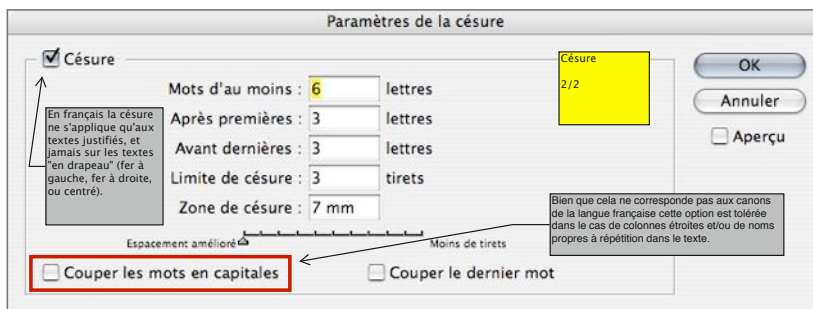 Paramètres de la césure
Césure
Mots d'au moins : 6 lettres
Après premières : 3 lettres
Avant dernières : 3 lettres
Limite de césure : 3 tirets
Zone de césure : 7 mm
Espacement amélioré
Moins de tirets
Couper les mots en capitales
Couper le dernier mot
Césure
2/2
OK
Annuler
Aperçu
En français la césure
ne s'applique qu'aux
textes justifiés, et
jamais sur les textes
"en drapeau" (fer à
gauche, fer à droite,
ou centré).
Bien que cela ne corresponde pas aux canons
de la langue française cette option est tolérée
dans le cas de colonnes étroites et/ou de noms
propres à répétition dans le texte.